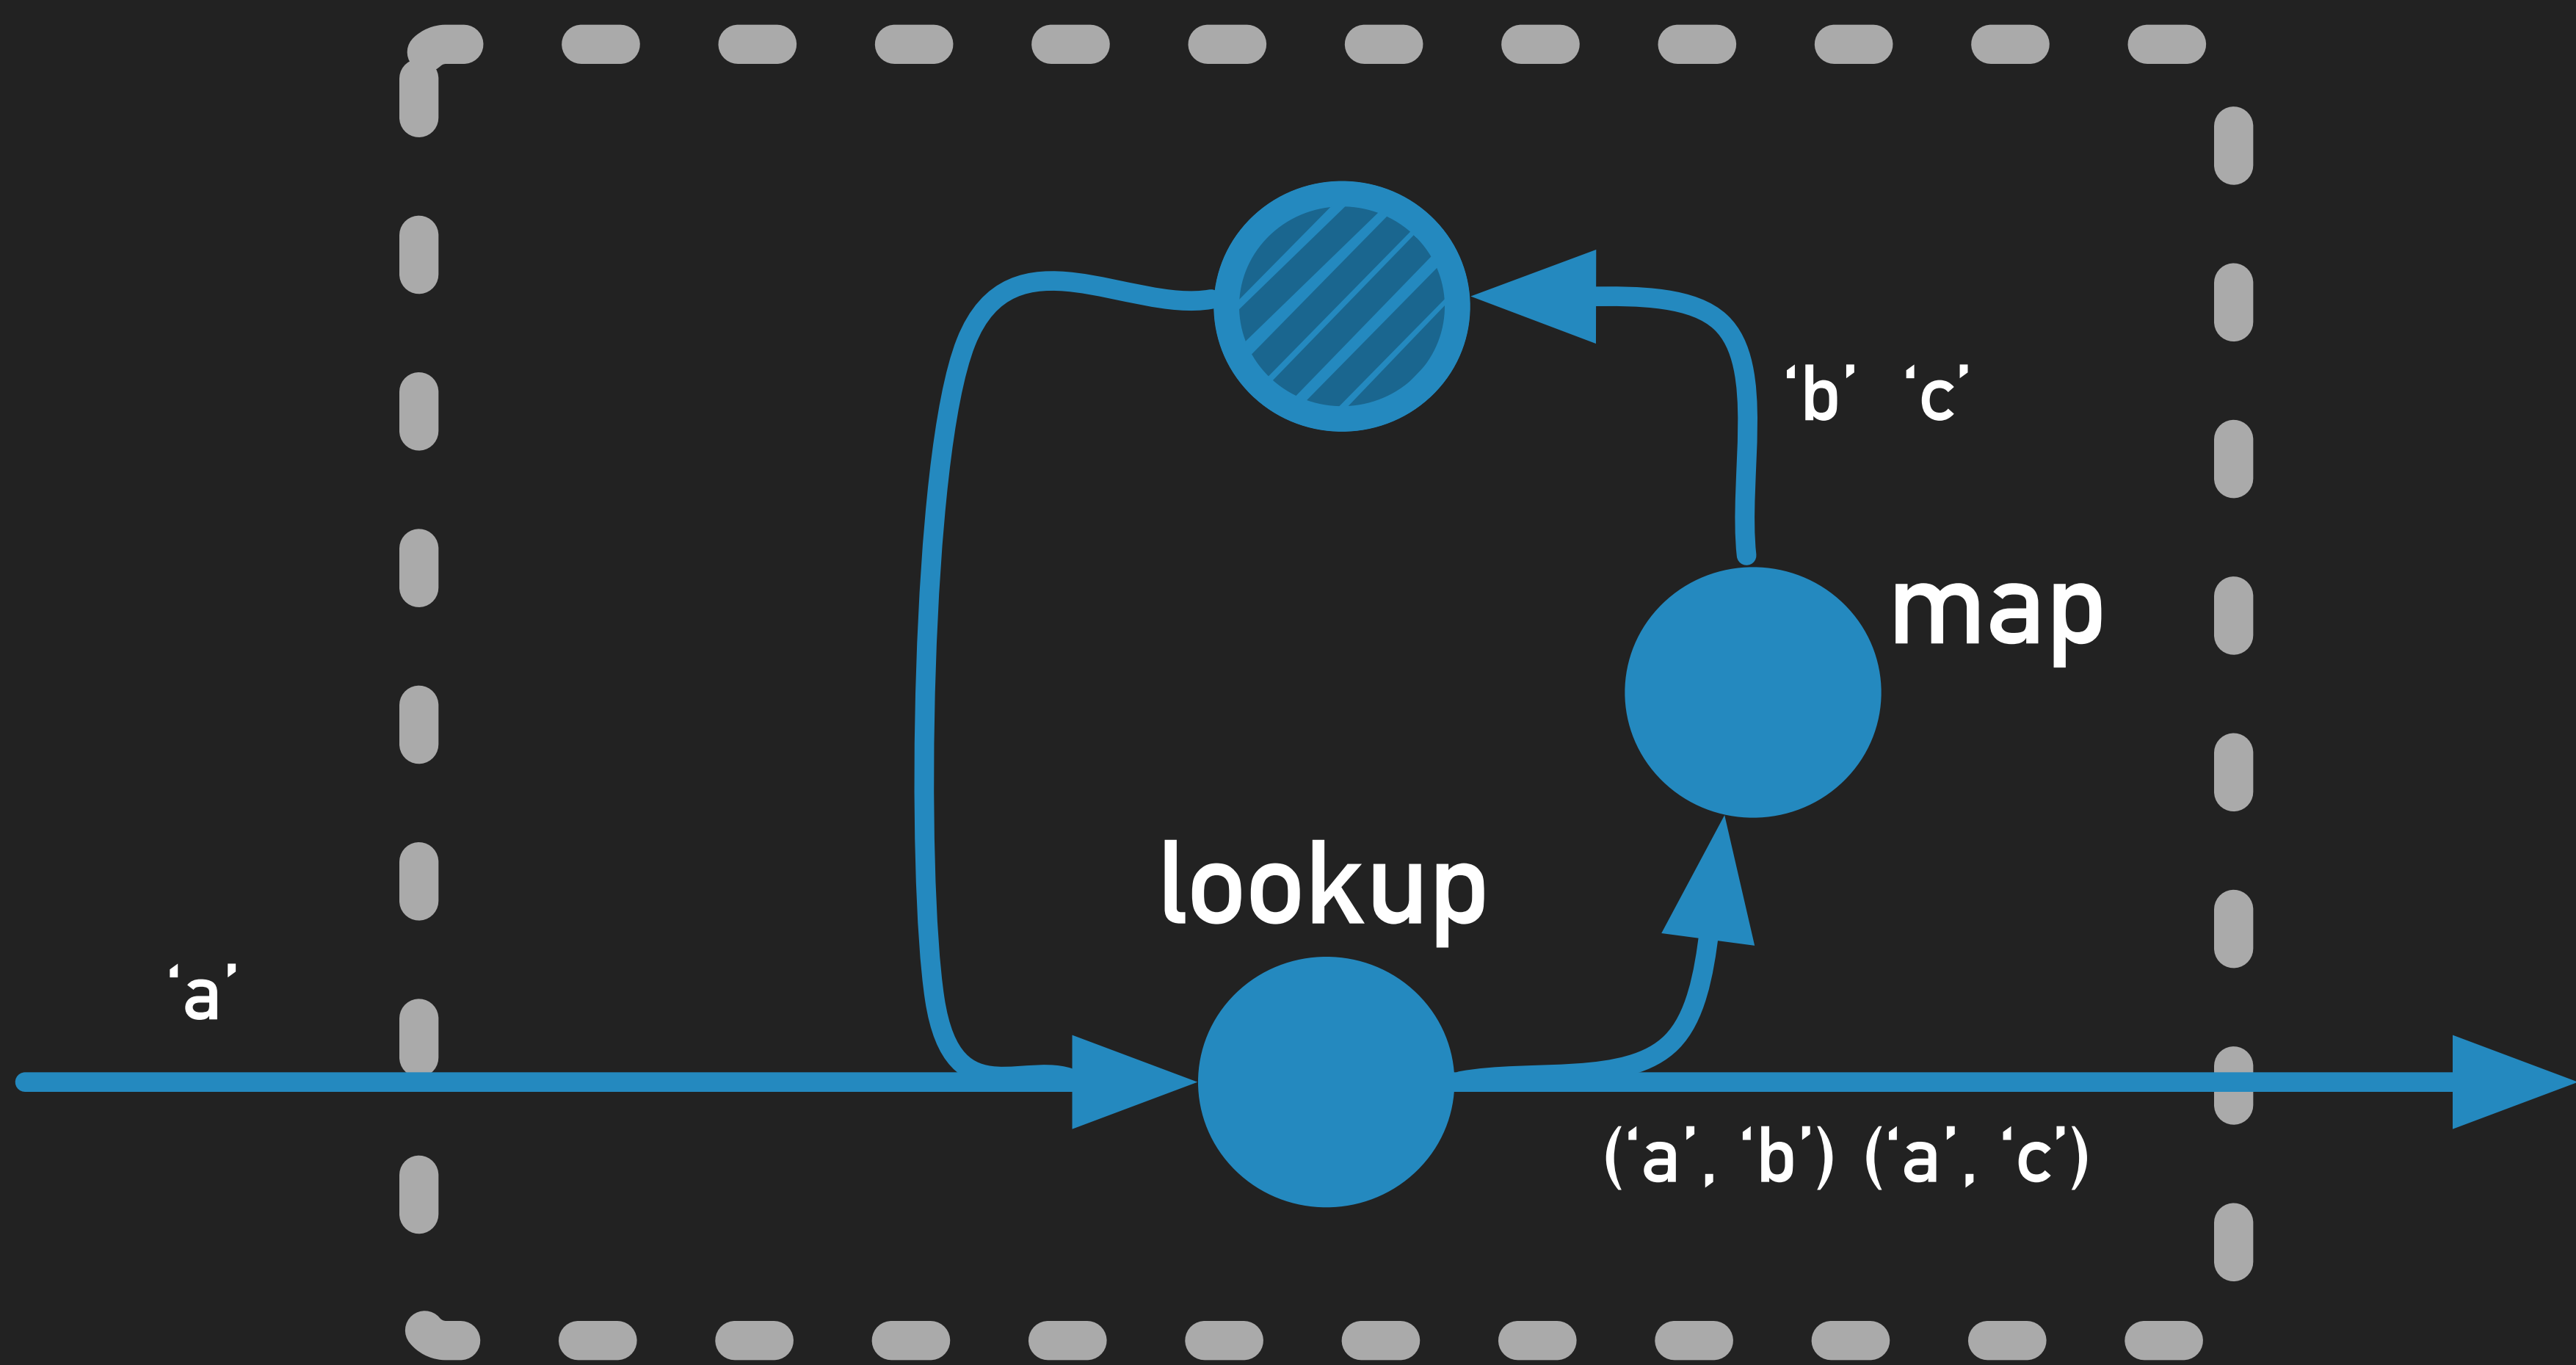 ‘b’ ‘c’
map
lookup
‘a’
(‘a’, ‘b’) (‘a’, ‘c’)